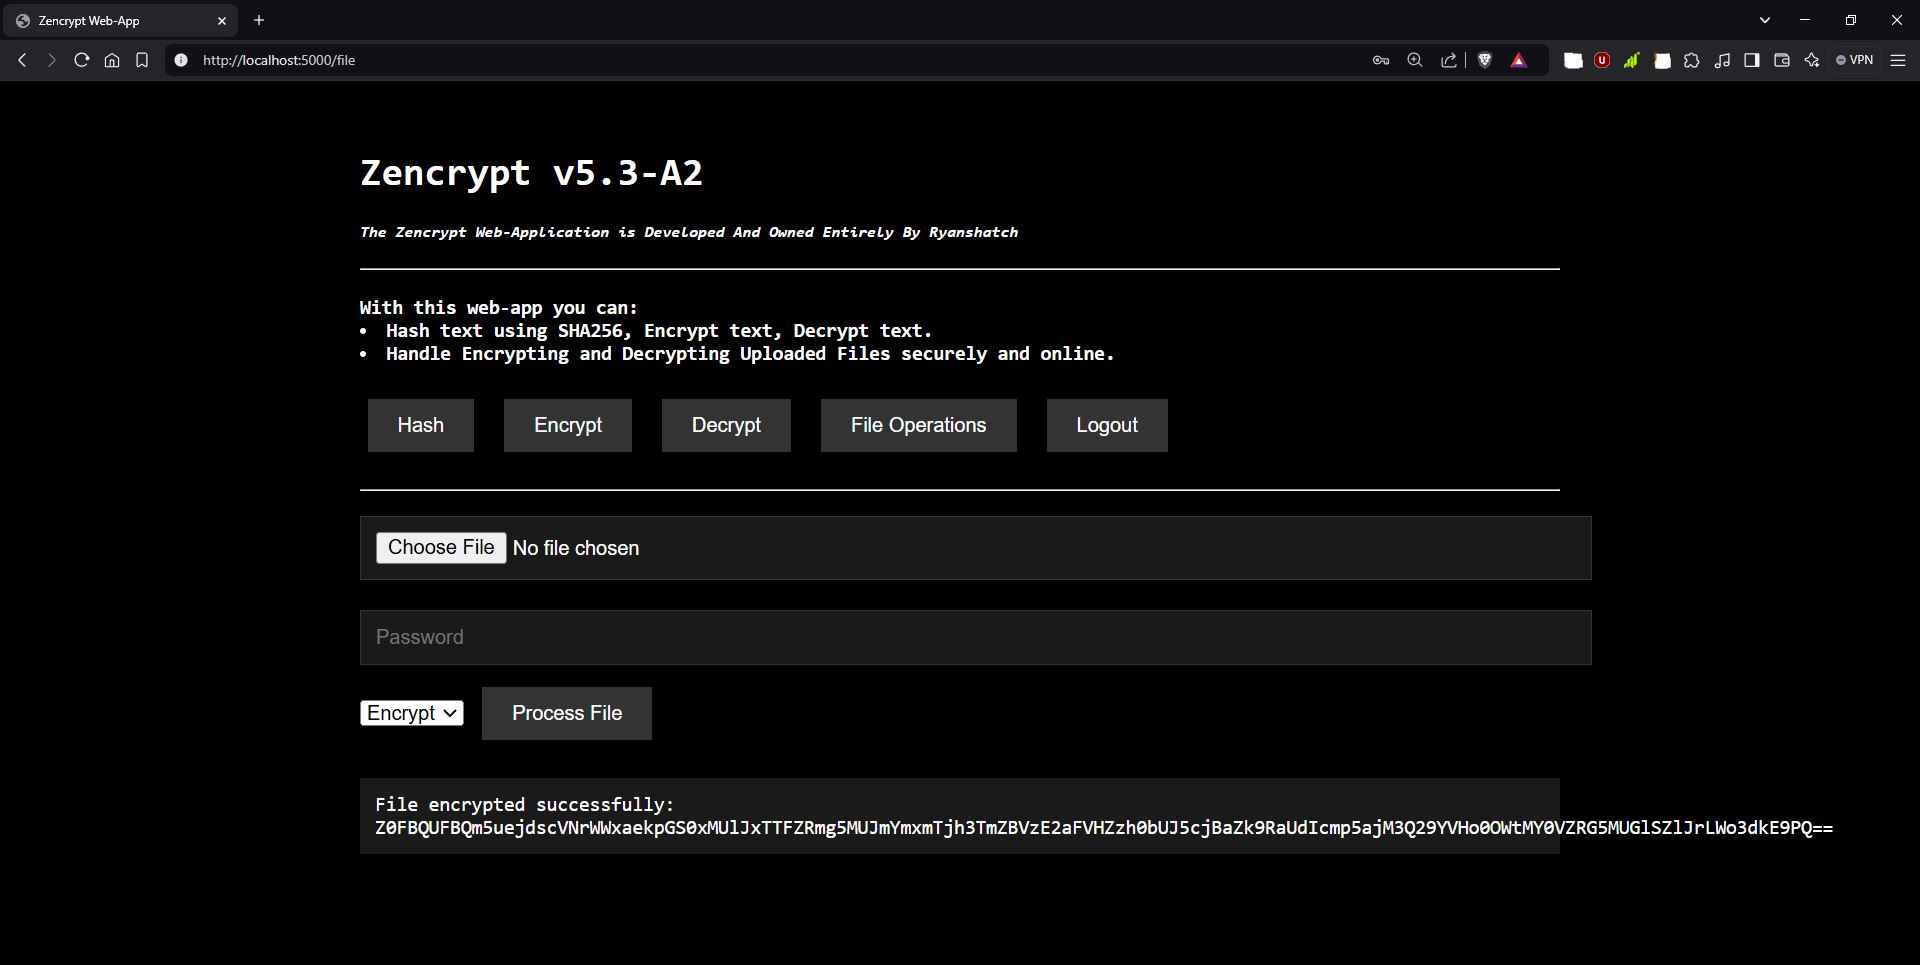 Zencrypt Web-App
http://localhost:5000/file
VPN
Zencrypt v5.3-A2
The Zencrypt Web-Application is Developed And Owned Entirely By Ryanshatch
With this web-app you can:
• Hash text using SHA256, Encrypt text, Decrypt text.
• Handle Encrypting and Decrypting Uploaded Files securely and online.
Hash Encrypt Decrypt File Operations Logout
Choose File No file chosen
Password
Encrypt Process File
File encrypted successfully:
Z0FBQUFBQm5uejdscVNrWWxaekpGS0xMUlJxTTFZRmg5MUJmYmxmTjh3TmZBVzE2aFVHZzh0bUJ5cjBaZk9RaUdIcmp5ajM3Q29YVHo0OWtMY0VZRG5MUGlSZlJrLWo3dkE9PQ==